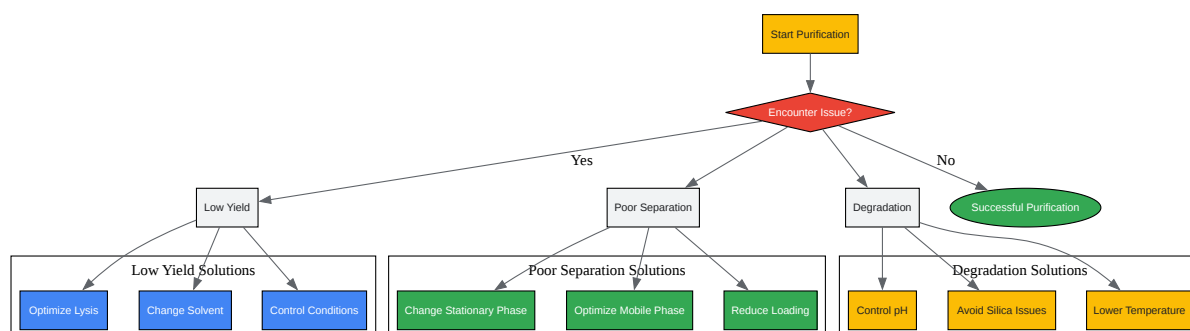 Start Purification
Encounter Issue?
Yes
No
Low Yield
Poor Separation
Degradation
Successful Purification
Low Yield Solutions
Poor Separation Solutions
Degradation Solutions
Optimize Lysis
Change Solvent
Control Conditions
Change Stationary Phase
Optimize Mobile Phase
Reduce Loading
Control pH
Avoid Silica Issues
Lower Temperature